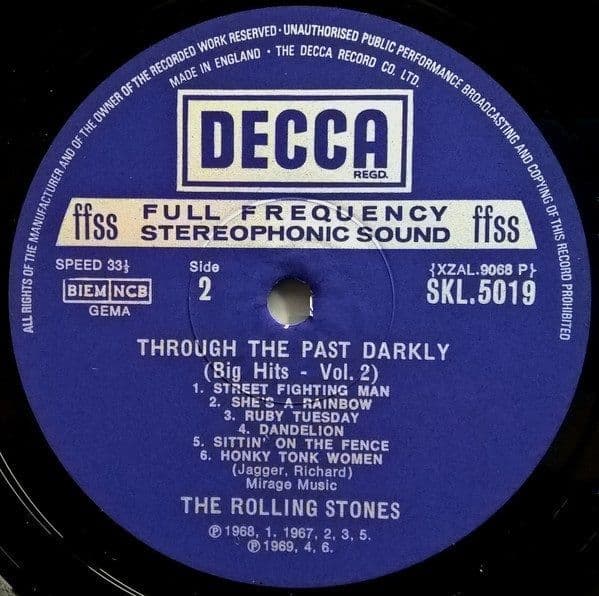 ALL RIGHTS OF THE MANUFACTURER AND OF THE OWNER OF THE RECORDED WORK RESERVED · UNAUTHORISED PUBLIC PERFORMANCE BROADCASTING AND COPYING OF THIS RECORD PROHIBITED
MADE IN ENGLAND · THE DECCA RECORD CO. LTD.
DECCA
REGD.
ffss FULL FREQUENCY ffss
STEREOPHONIC SOUND
SPEED 33⅓ Side {XZAL.9068 P}
BIEM NCB 2 SKL.5019
GEMA
THROUGH THE PAST DARKLY
(Big Hits - Vol. 2)
1. STREET FIGHTING MAN
2. SHE'S A RAINBOW
3. RUBY TUESDAY
4. DANDELION
5. SITTIN' ON THE FENCE
6. HONKY TONK WOMEN
(Jagger, Richard)
Mirage Music
THE ROLLING STONES
℗ 1968, 1. 1967, 2, 3, 5.
℗ 1969, 4, 6.